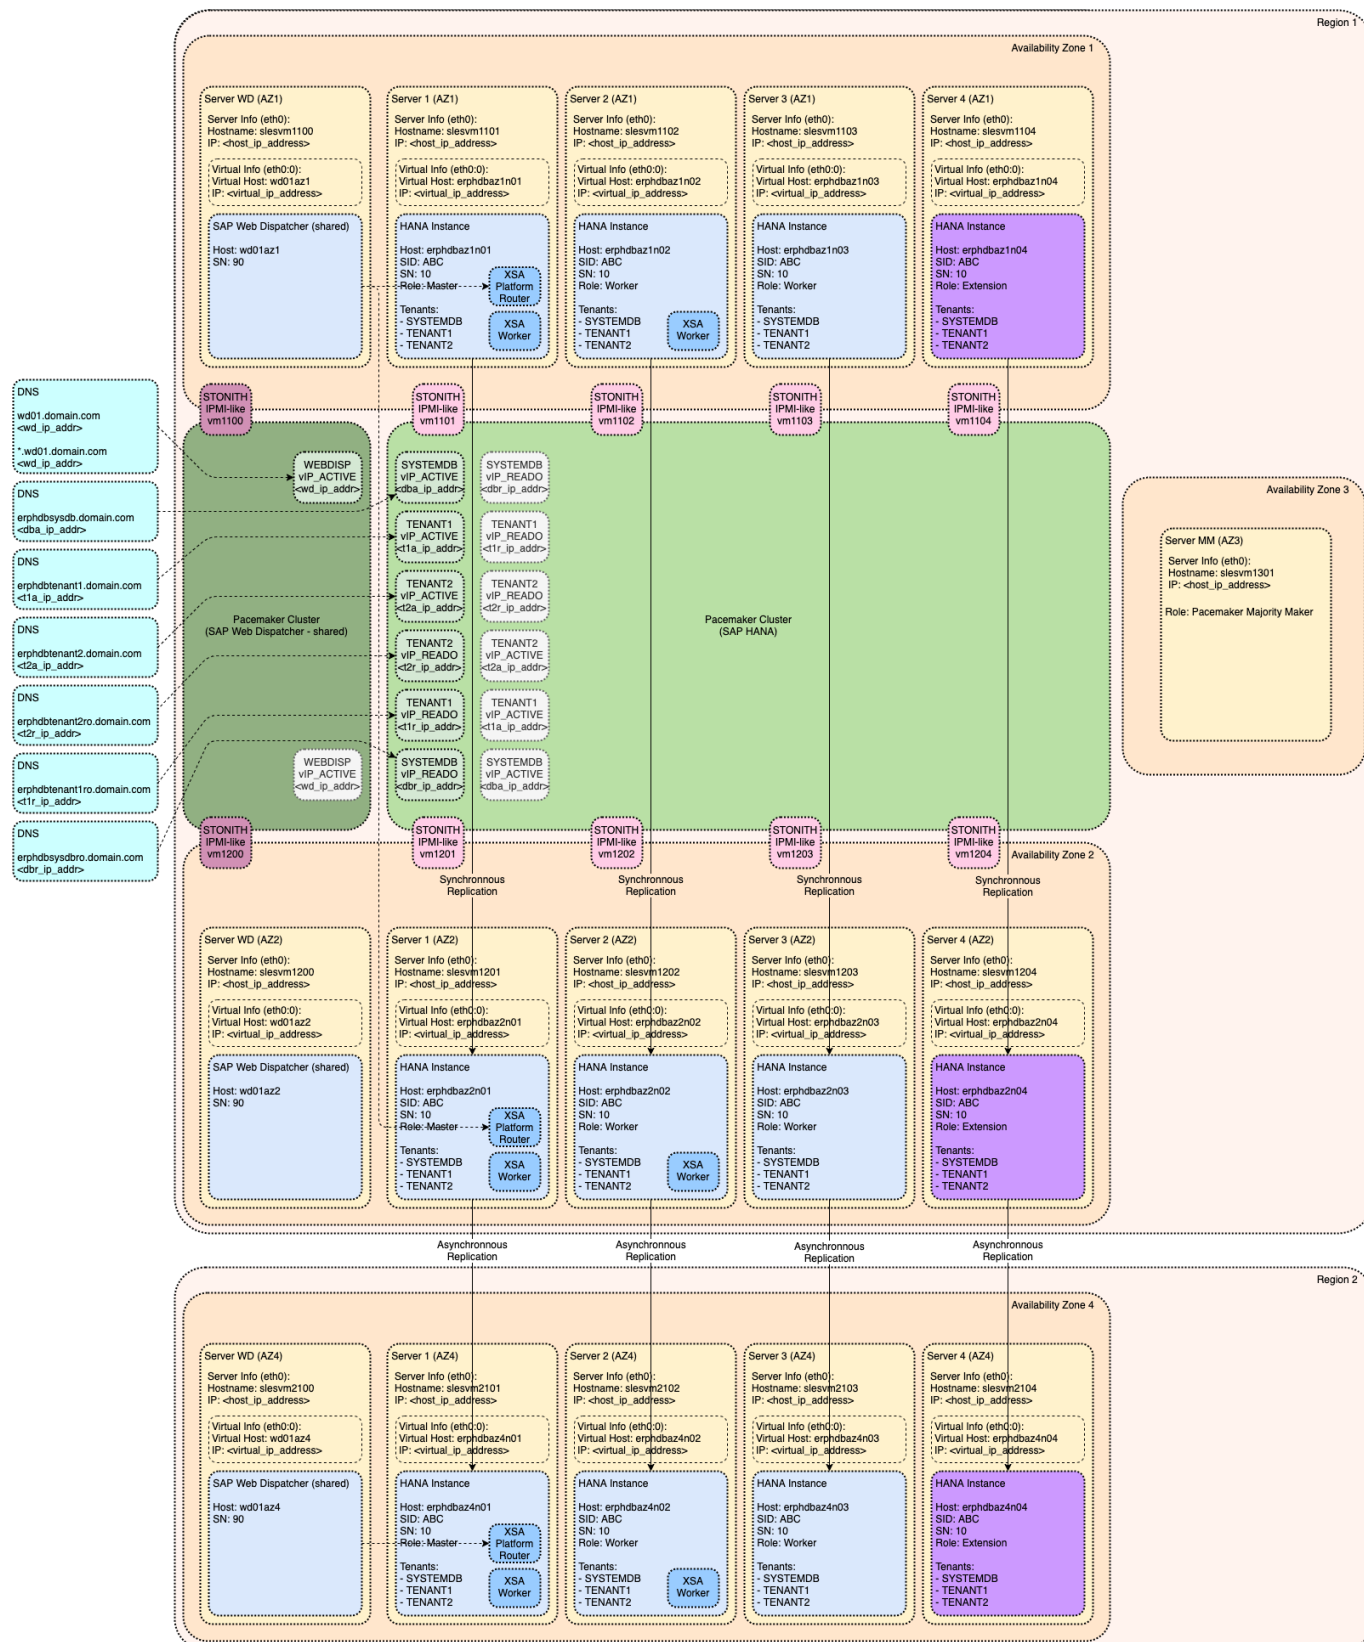 Region 1
Availability Zone 1
Server WD (AZ1)
Server Info (eth0):
Hostname: slesvm1100
IP: <host_ip_address>
Virtual Info (eth0:0):
Virtual Host: wd01az1
IP: <virtual_ip_address>
SAP Web Dispatcher (shared)
Host: wd01az1
SN: 90
Server 1 (AZ1)
Server Info (eth0):
Hostname: slesvm1101
IP: <host_ip_address>
Virtual Info (eth0:0):
Virtual Host: erphdbaz1n01
IP: <virtual_ip_address>
HANA Instance
Host: erphdbaz1n01
SID: ABC
SN: 10
Role: Master
Tenants:
- SYSTEMDB
- TENANT1
- TENANT2
XSA
Platform
Router
XSA
Worker
Server 2 (AZ1)
Server Info (eth0):
Hostname: slesvm1102
IP: <host_ip_address>
Virtual Info (eth0:0):
Virtual Host: erphdbaz1n02
IP: <virtual_ip_address>
HANA Instance
Host: erphdbaz1n02
SID: ABC
SN: 10
Role: Worker
Tenants:
- SYSTEMDB
- TENANT1
- TENANT2
XSA
Worker
Server 3 (AZ1)
Server Info (eth0):
Hostname: slesvm1103
IP: <host_ip_address>
Virtual Info (eth0:0):
Virtual Host: erphdbaz1n03
IP: <virtual_ip_address>
HANA Instance
Host: erphdbaz1n03
SID: ABC
SN: 10
Role: Worker
Tenants:
- SYSTEMDB
- TENANT1
- TENANT2
Server 4 (AZ1)
Server Info (eth0):
Hostname: slesvm1104
IP: <host_ip_address>
Virtual Info (eth0:0):
Virtual Host: erphdbaz1n04
IP: <virtual_ip_address>
HANA Instance
Host: erphdbaz1n04
SID: ABC
SN: 10
Role: Extension
Tenants:
- SYSTEMDB
- TENANT1
- TENANT2
STONITH
IPMI-like
vm1100
STONITH
IPMI-like
vm1101
STONITH
IPMI-like
vm1102
STONITH
IPMI-like
vm1103
STONITH
IPMI-like
vm1104
DNS
wd01.domain.com
<wd_ip_addr>
*.wd01.domain.com
<wd_ip_addr>
DNS
erphdbsysdb.domain.com
<dba_ip_addr>
DNS
erphdbtenant1.domain.com
<t1a_ip_addr>
DNS
erphdbtenant2.domain.com
<t2a_ip_addr>
DNS
erphdbtenant2ro.domain.com
<t2r_ip_addr>
DNS
erphdbtenant1ro.domain.com
<t1r_ip_addr>
DNS
erphdbsysdbro.domain.com
<dbr_ip_addr>
WEBDISP
vIP_ACTIVE
<wd_ip_addr>
Pacemaker Cluster
(SAP Web Dispatcher - shared)
WEBDISP
vIP_ACTIVE
<wd_ip_addr>
SYSTEMDB
vIP_ACTIVE
<dba_ip_addr>
SYSTEMDB
vIP_READO
<dbr_ip_addr>
TENANT1
vIP_ACTIVE
<t1a_ip_addr>
TENANT1
vIP_READO
<t1r_ip_addr>
TENANT2
vIP_ACTIVE
<t2a_ip_addr>
TENANT2
vIP_READO
<t2r_ip_addr>
TENANT2
vIP_READO
<t2r_ip_addr>
TENANT2
vIP_ACTIVE
<t2a_ip_addr>
TENANT1
vIP_READO
<t1r_ip_addr>
TENANT1
vIP_ACTIVE
<t1a_ip_addr>
SYSTEMDB
vIP_READO
<dbr_ip_addr>
SYSTEMDB
vIP_ACTIVE
<dba_ip_addr>
Pacemaker Cluster
(SAP HANA)
Availability Zone 3
Server MM (AZ3)
Server Info (eth0):
Hostname: slesvm1301
IP: <host_ip_address>
Role: Pacemaker Majority Maker
STONITH
IPMI-like
vm1200
STONITH
IPMI-like
vm1201
STONITH
IPMI-like
vm1202
STONITH
IPMI-like
vm1203
STONITH
IPMI-like
vm1204
Availability Zone 2
Synchronnous
Replication
Synchronnous
Replication
Synchronnous
Replication
Synchronnous
Replication
Server WD (AZ2)
Server Info (eth0):
Hostname: slesvm1200
IP: <host_ip_address>
Virtual Info (eth0:0):
Virtual Host: wd01az2
IP: <virtual_ip_address>
SAP Web Dispatcher (shared)
Host: wd01az2
SN: 90
Server 1 (AZ2)
Server Info (eth0):
Hostname: slesvm1201
IP: <host_ip_address>
Virtual Info (eth0:0):
Virtual Host: erphdbaz2n01
IP: <virtual_ip_address>
HANA Instance
Host: erphdbaz2n01
SID: ABC
SN: 10
Role: Master
Tenants:
- SYSTEMDB
- TENANT1
- TENANT2
XSA
Platform
Router
XSA
Worker
Server 2 (AZ2)
Server Info (eth0):
Hostname: slesvm1202
IP: <host_ip_address>
Virtual Info (eth0:0):
Virtual Host: erphdbaz2n02
IP: <virtual_ip_address>
HANA Instance
Host: erphdbaz2n02
SID: ABC
SN: 10
Role: Worker
Tenants:
- SYSTEMDB
- TENANT1
- TENANT2
XSA
Worker
Server 3 (AZ2)
Server Info (eth0):
Hostname: slesvm1203
IP: <host_ip_address>
Virtual Info (eth0:0):
Virtual Host: erphdbaz2n03
IP: <virtual_ip_address>
HANA Instance
Host: erphdbaz2n03
SID: ABC
SN: 10
Role: Worker
Tenants:
- SYSTEMDB
- TENANT1
- TENANT2
Server 4 (AZ2)
Server Info (eth0):
Hostname: slesvm1204
IP: <host_ip_address>
Virtual Info (eth0:0):
Virtual Host: erphdbaz2n04
IP: <virtual_ip_address>
HANA Instance
Host: erphdbaz2n04
SID: ABC
SN: 10
Role: Extension
Tenants:
- SYSTEMDB
- TENANT1
- TENANT2
Asynchronnous
Replication
Asynchronnous
Replication
Asynchronnous
Replication
Asynchronnous
Replication
Region 2
Availability Zone 4
Server WD (AZ4)
Server Info (eth0):
Hostname: slesvm2100
IP: <host_ip_address>
Virtual Info (eth0:0):
Virtual Host: wd01az4
IP: <virtual_ip_address>
SAP Web Dispatcher (shared)
Host: wd01az4
SN: 90
Server 1 (AZ4)
Server Info (eth0):
Hostname: slesvm2101
IP: <host_ip_address>
Virtual Info (eth0:0):
Virtual Host: erphdbaz4n01
IP: <virtual_ip_address>
HANA Instance
Host: erphdbaz4n01
SID: ABC
SN: 10
Role: Master
Tenants:
- SYSTEMDB
- TENANT1
- TENANT2
XSA
Platform
Router
XSA
Worker
Server 2 (AZ4)
Server Info (eth0):
Hostname: slesvm2102
IP: <host_ip_address>
Virtual Info (eth0:0):
Virtual Host: erphdbaz4n02
IP: <virtual_ip_address>
HANA Instance
Host: erphdbaz4n02
SID: ABC
SN: 10
Role: Worker
Tenants:
- SYSTEMDB
- TENANT1
- TENANT2
XSA
Worker
Server 3 (AZ4)
Server Info (eth0):
Hostname: slesvm2103
IP: <host_ip_address>
Virtual Info (eth0:0):
Virtual Host: erphdbaz4n03
IP: <virtual_ip_address>
HANA Instance
Host: erphdbaz4n03
SID: ABC
SN: 10
Role: Worker
Tenants:
- SYSTEMDB
- TENANT1
- TENANT2
Server 4 (AZ4)
Server Info (eth0):
Hostname: slesvm2104
IP: <host_ip_address>
Virtual Info (eth0:0):
Virtual Host: erphdbaz4n04
IP: <virtual_ip_address>
HANA Instance
Host: erphdbaz4n04
SID: ABC
SN: 10
Role: Extension
Tenants:
- SYSTEMDB
- TENANT1
- TENANT2